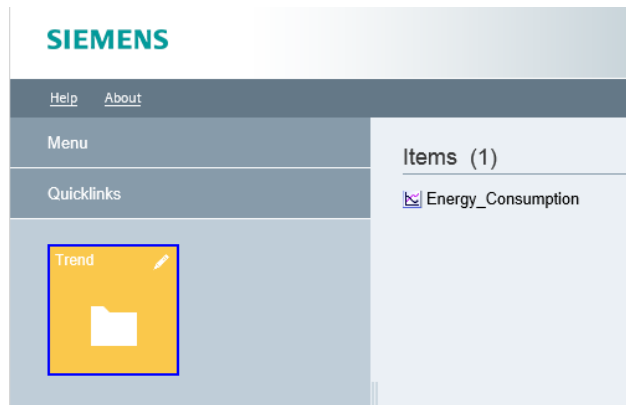 SIEMENS
Help About
Menu
Quicklinks
Trend
Items (1)
Energy_Consumption